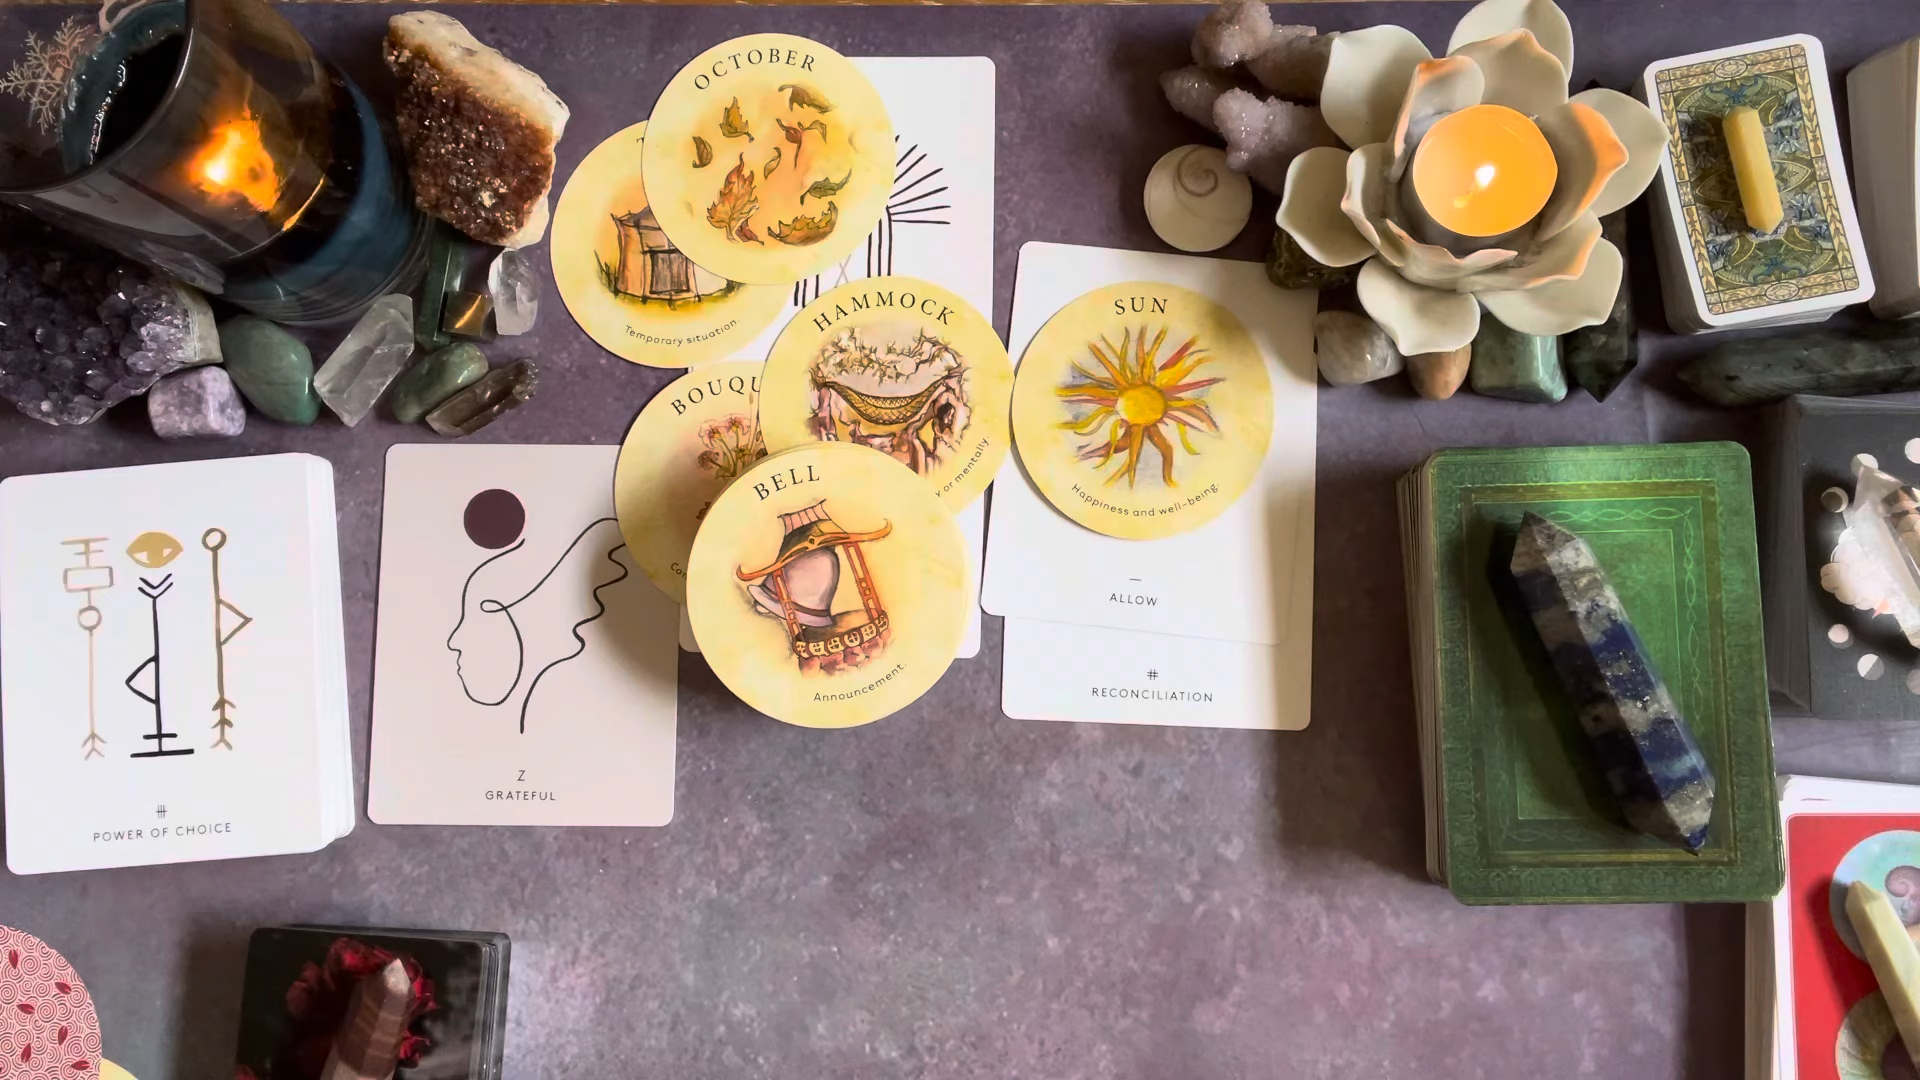 OCTOBER
Temporary situation.
HAMMOCK
y or mentally.
SUN
Happiness and well-being.
BOUQU
BELL
Announcement.
ALLOW
RECONCILIATION
Z
GRATEFUL
POWER OF CHOICE